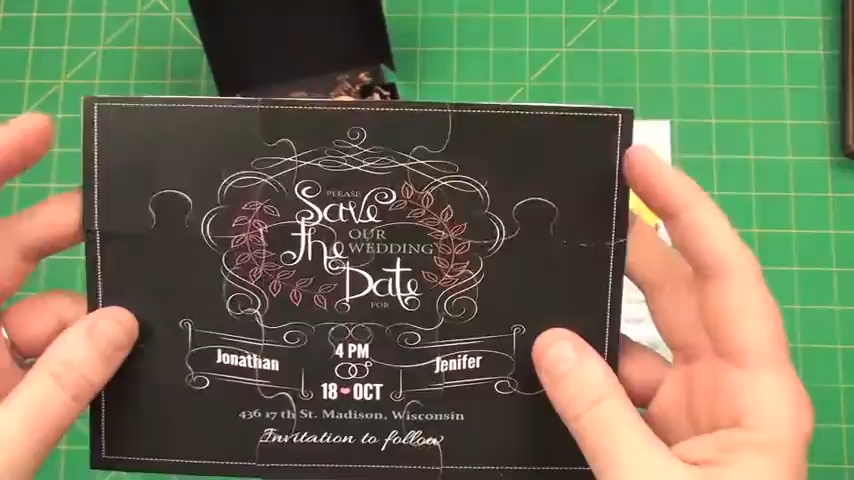 PLEASE
Save
OUR
the WEDDING
Date
FOR
Jonathan 4 PM Jenifer
18 OCT
436 17 th St. Madison, Wisconsin
Invitation to follow